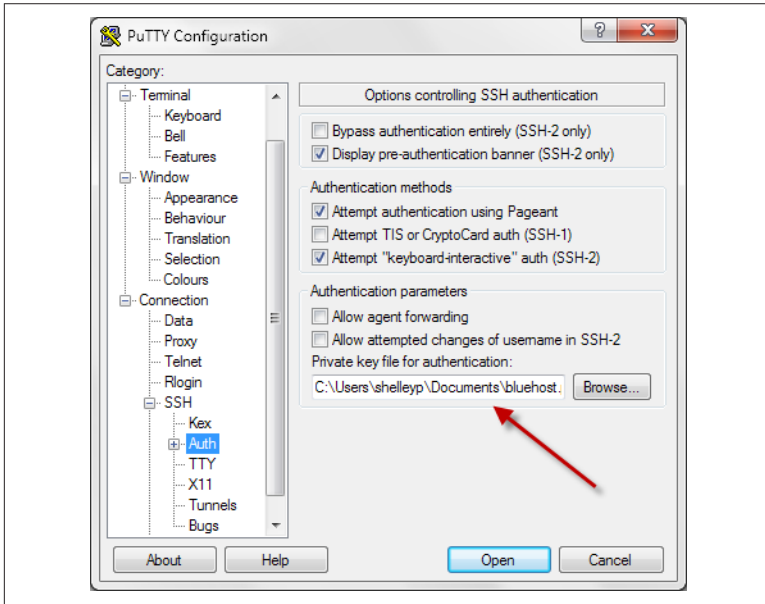 PuTTY Configuration
Category:
Terminal
Keyboard
Bell
Features
Window
Appearance
Behaviour
Translation
Selection
Colours
Connection
Data
Proxy
Telnet
Rlogin
SSH
Kex
Auth
TTY
X11
Tunnels
Bugs
Options controlling SSH authentication
Bypass authentication entirely (SSH-2 only)
Display pre-authentication banner (SSH-2 only)
Authentication methods
Attempt authentication using Pageant
Attempt TIS or CryptoCard auth (SSH-1)
Attempt "keyboard-interactive" auth (SSH-2)
Authentication parameters
Allow agent forwarding
Allow attempted changes of username in SSH-2
Private key file for authentication:
C:\Users\shelleyp\Documents\bluehost. Browse...
About Help Open Cancel